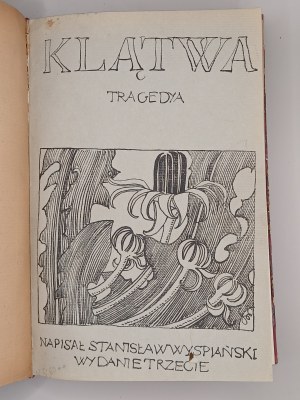 KLĄTWA
TRAGEDYA
NAPISAŁ STANISŁAW WYSPIAŃSKI
WYDANIE TRZECIE